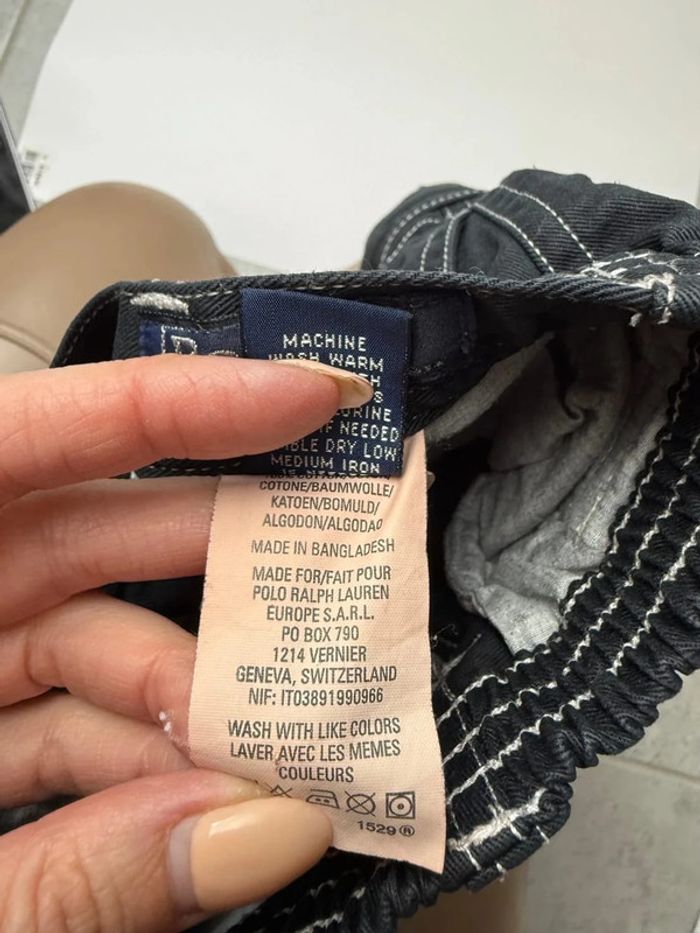 MACHINE
WASH WARM
NEEDED
DRY LOW
MEDIUM IRON
COTONE/BAUMWOLLE/
KATOEN/BOMULD/
ALGODON/ALGODAO
MADE IN BANGLADESH
MADE FOR/FAIT POUR
POLO RALPH LAUREN
EUROPE S.A.R.L.
PO BOX 790
1214 VERNIER
GENEVA, SWITZERLAND
NIF: IT03891990966
WASH WITH LIKE COLORS
LAVER AVEC LES MEMES
COULEURS
1529®